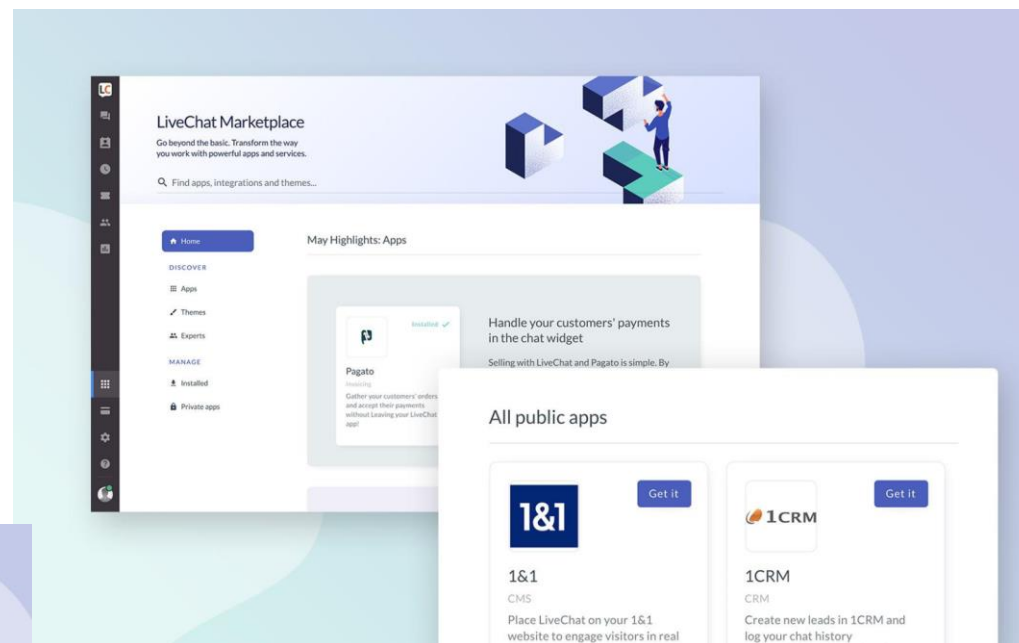 LC
LiveChat Marketplace
Go beyond the basic. Transform the way
you work with powerful apps and services.
Find apps, integrations and themes...
Home
DISCOVER
Apps
Themes
Experts
MANAGE
Installed
Private apps
May Highlights: Apps
Installed
Pagato
Invoicing
Gather your customers' orders
and accept their payments
without Leaving your LiveChat
app!
Handle your customers' payments
in the chat widget
Selling with LiveChat and Pagato is simple. By
All public apps
1&1
Get it
1&1
CMS
Place LiveChat on your 1&1
website to engage visitors in real
1CRM
Get it
1CRM
CRM
Create new leads in 1CRM and
log your chat history